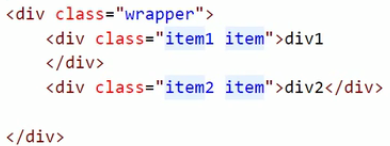 <div class="wrapper">
    <div class="item1 item">div1
    </div>
    <div class="item2 item">div2</div>

</div>